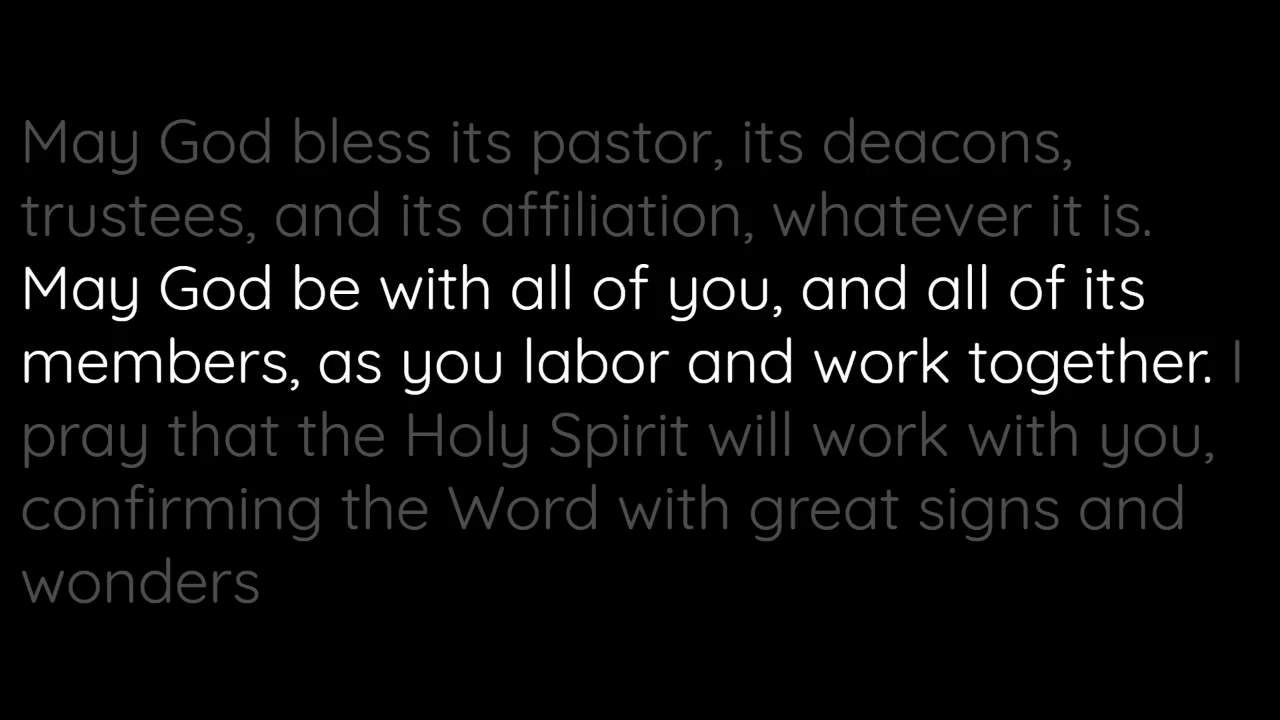 May God bless its pastor, its deacons,
trustees, and its affiliation, whatever it is.
May God be with all of you, and all of its
members, as you labor and work together. I
pray that the Holy Spirit will work with you,
confirming the Word with great signs and
wonders